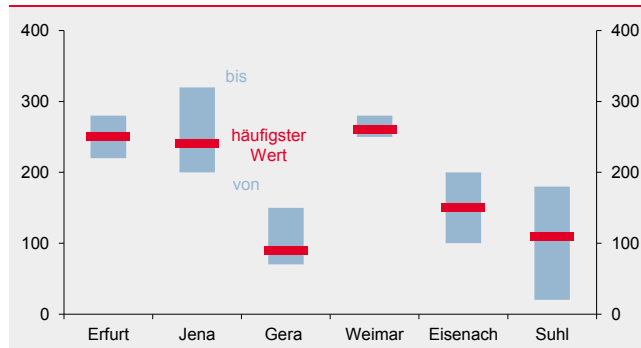 400
400
bis
300
300
häufigster
Wert
200
200
von
100
100
0
0
Erfurt
Jena
Gera
Weimar
Eisenach
Suhl